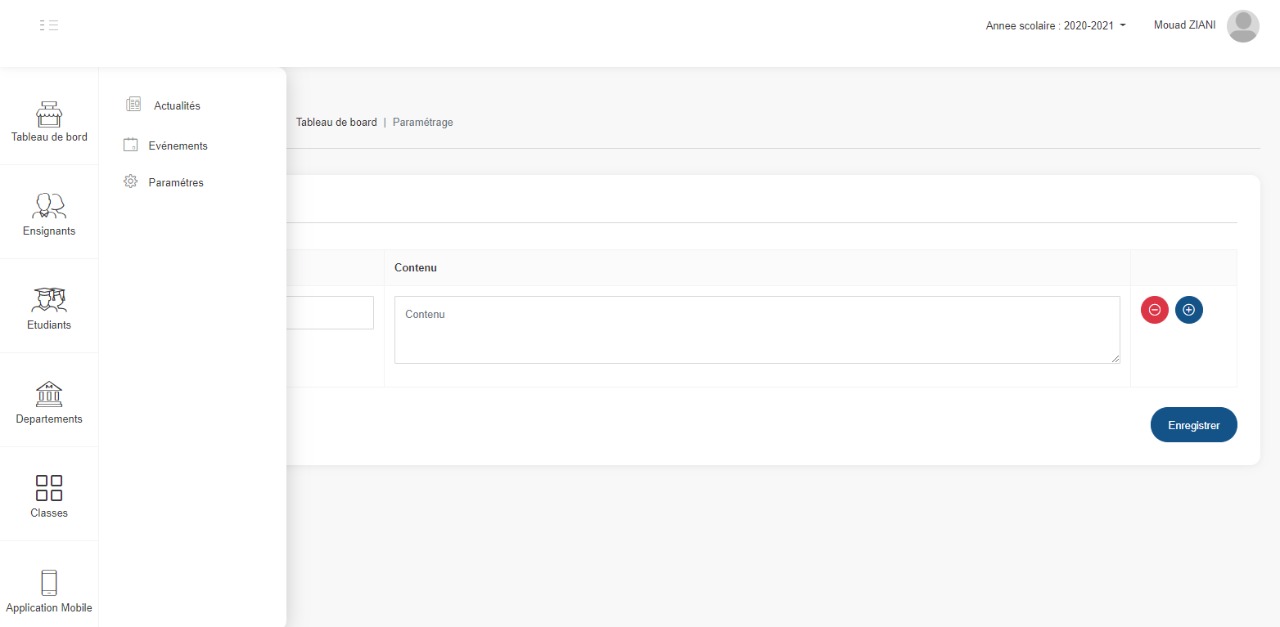 Annee scolaire : 2020-2021
Mouad ZIANI
Tableau de bord
Ensignants
Etudiants
Departements
Classes
Application Mobile
Actualités
Evénements
Paramétres
Tableau de board | Paramétrage
Contenu
Contenu
Enregistrer